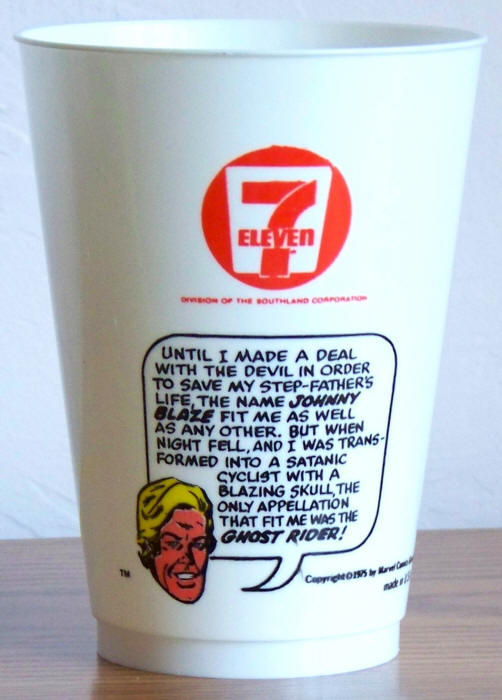 7
ELEVEN
DIVISION OF THE SOUTHLAND CORPORATION
UNTIL I MADE A DEAL
WITH THE DEVIL IN ORDER
TO SAVE MY STEP-FATHER'S
LIFE, THE NAME JOHNNY
BLAZE FIT ME AS WELL
AS ANY OTHER. BUT WHEN
NIGHT FELL, AND I WAS TRANS-
FORMED INTO A SATANIC
CYCLIST WITH A
BLAZING SKULL, THE
ONLY APPELLATION
THAT FIT ME WAS THE
GHOST RIDER!
TM
Copyright © 1975 by Marvel Comics
made in